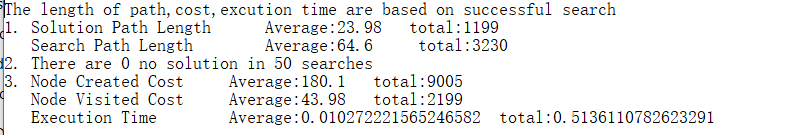 The length of path,cost,excution time are based on successful search
1. Solution Path Length Average:23.98 total:1199
Search Path Length Average:64.6 total:3230
2. There are 0 no solution in 50 searches
3. Node Created Cost Average:180.1 total:9005
Node Visited Cost Average:43.98 total:2199
Execution Time Average:0.010272221565246582 total:0.5136110782623291